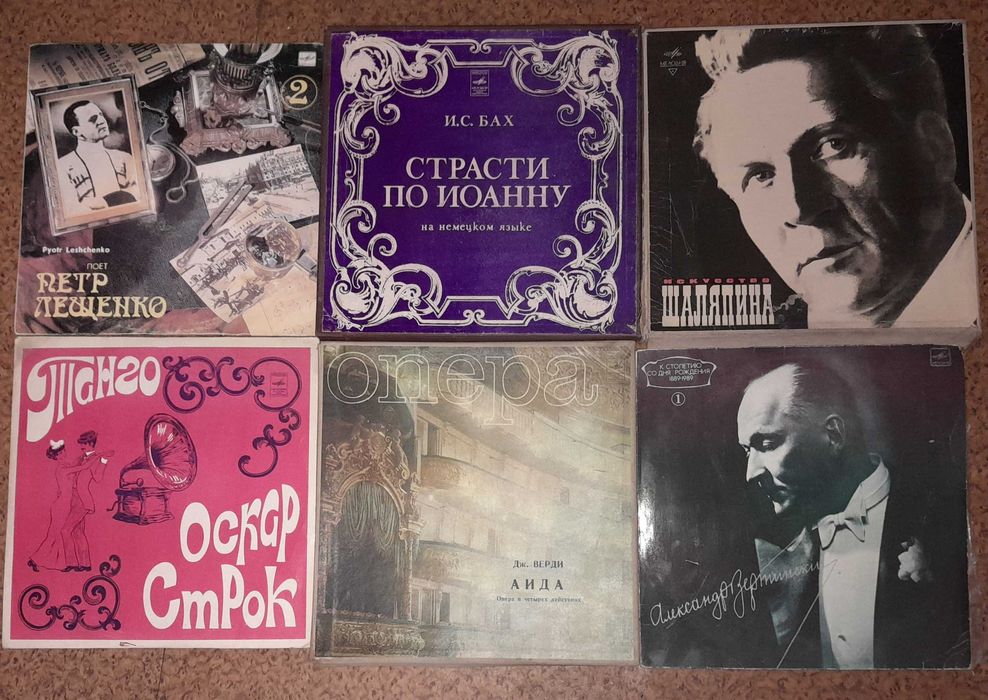 2
Pyotr Leshchenko
ПОЕТ
ПЕТР
ЛЕЩЕНКО
И.С. БАХ
СТРАСТИ
ПО ИОАННУ
на немецком языке
МЕЛОДИЯ
ИСКУССТВО
ШАЛЯПИНА
Танго
Оскар
Строк
опера
Дж. ВЕРДИ
АИДА
Опера в четырех действиях
К СТОЛЕТИЮ
СО ДНЯ РОЖДЕНИЯ
1889-1989
1
Александр Вертинский